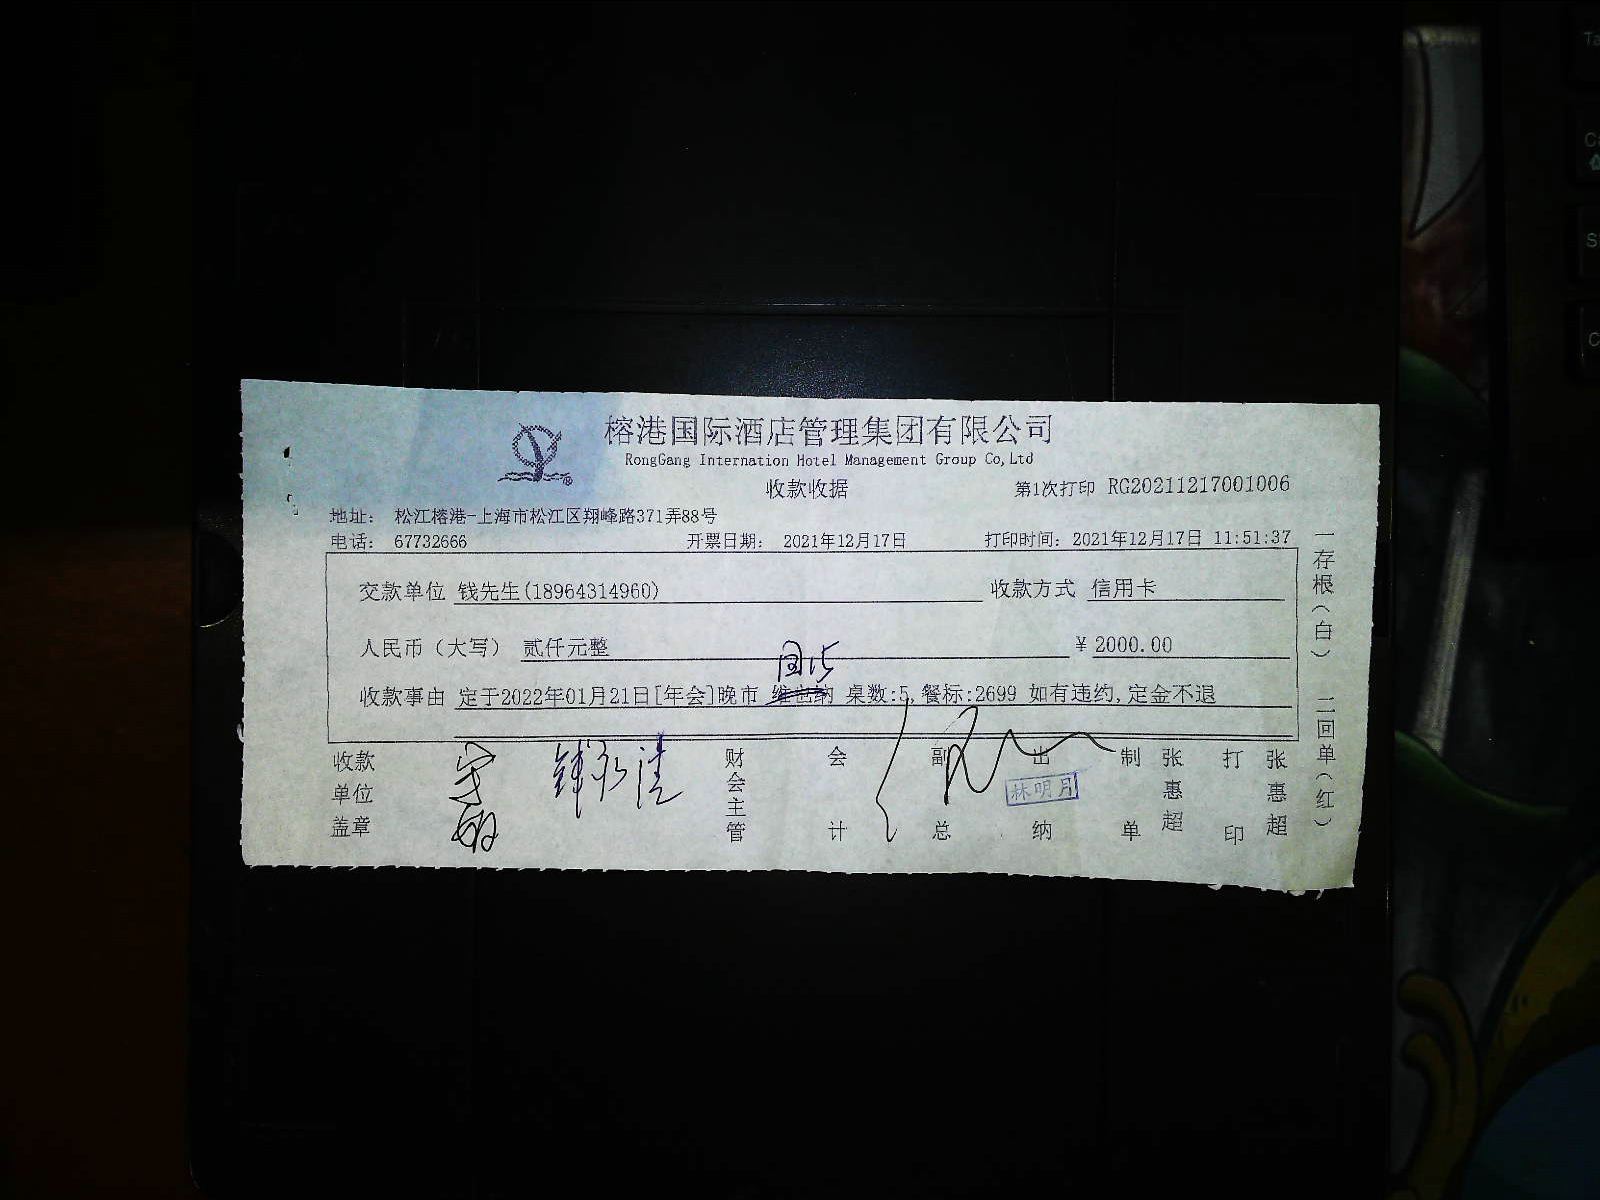 榕港国际酒店管理集团有限公司
RongGang Internation Hotel Management Group Co,Ltd
收款收据
第1次打印 RG20211217001006
地址： 松江榕港-上海市松江区翔峰路371弄88号
电话： 67732666 开票日期： 2021年12月17日 打印时间： 2021年12月17日 11:51:37
交款单位 钱先生(18964314960) 收款方式 信用卡
人民币（大写） 贰仟元整 ¥ 2000.00
收款事由 定于2022年01月21日[年会]晚市 维也纳 桌数:5,餐标:2699 如有违约,定金不退
收款单位盖章
财会主管
会计
副总
出纳
林明月
制单
张惠超
打印
张惠超
一存根（白） 二回单（红）